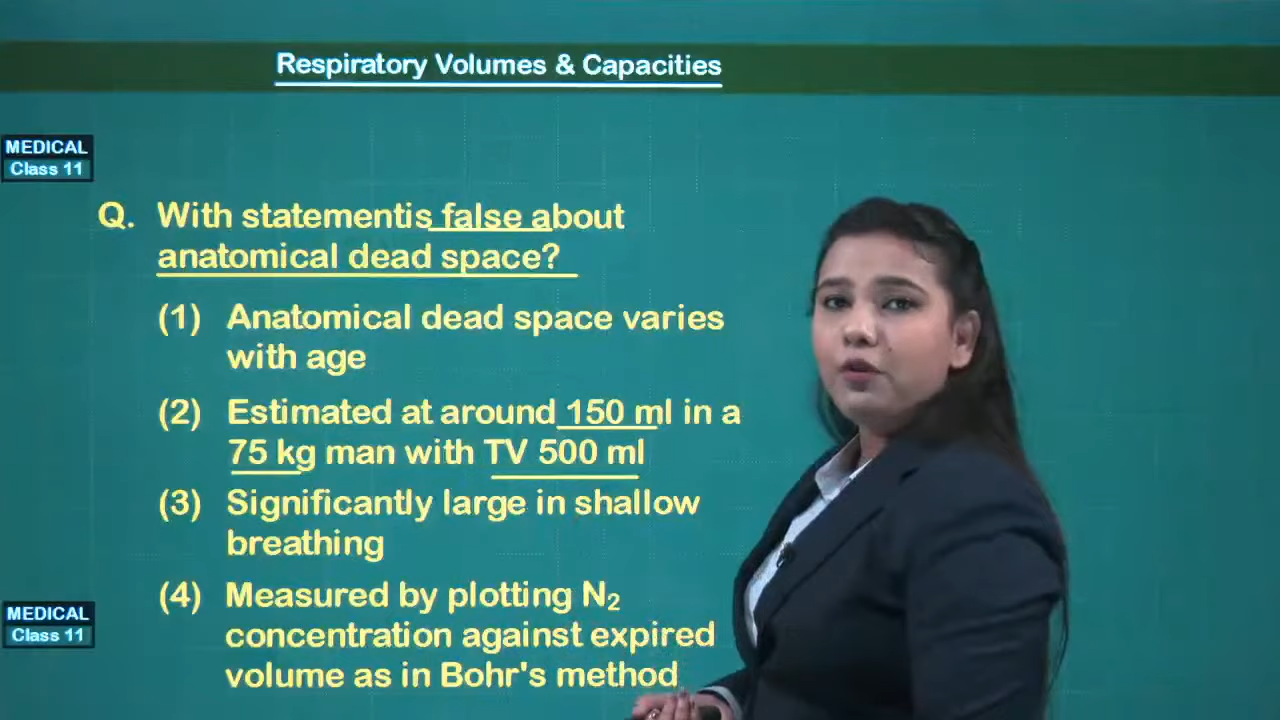 Respiratory Volumes & Capacities
MEDICAL
Class 11
Q. With statementis false about
anatomical dead space?
(1) Anatomical dead space varies
with age
(2) Estimated at around 150 ml in a
75 kg man with TV 500 ml
(3) Significantly large in shallow
breathing
(4) Measured by plotting N₂
concentration against expired
volume as in Bohr's method
MEDICAL
Class 11